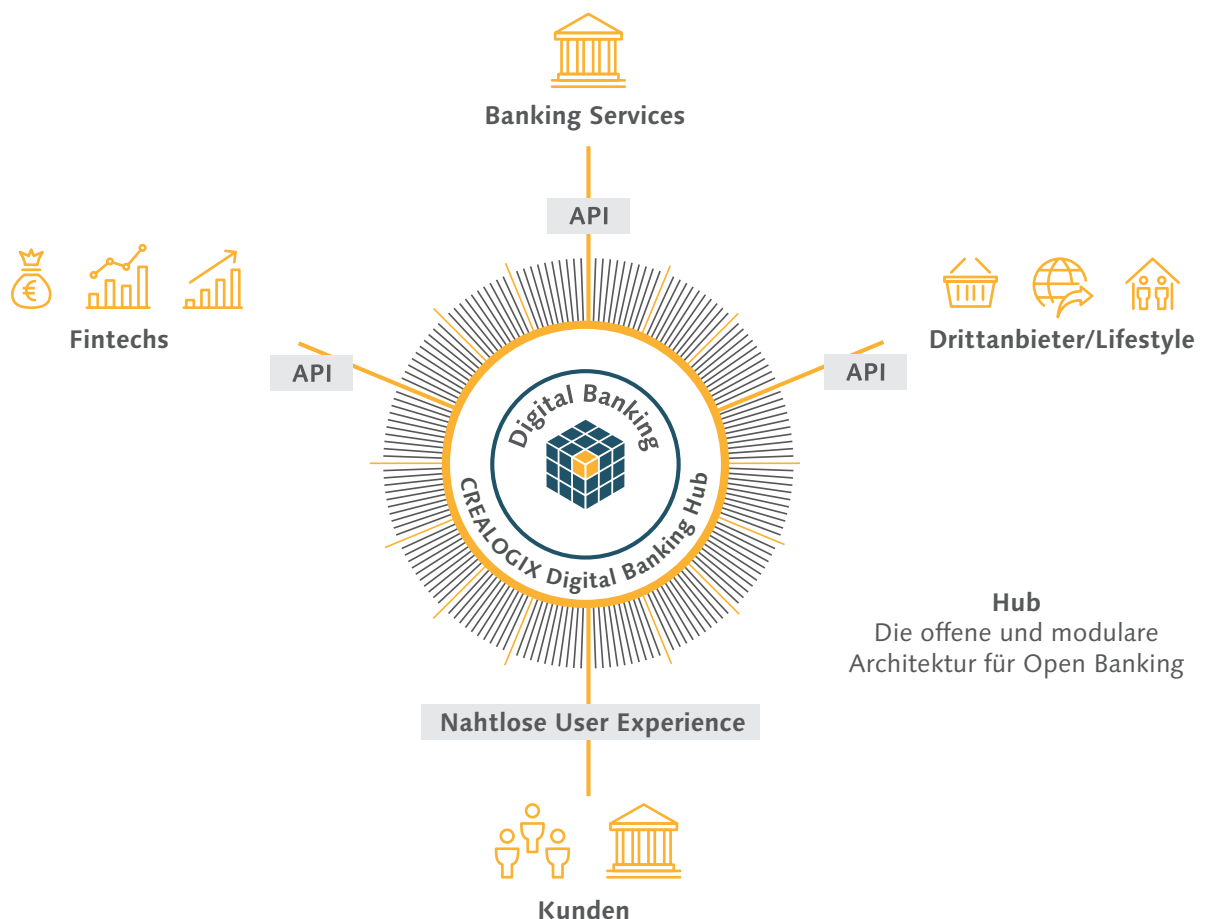 Banking Services
API
€
Fintechs
API
Drittanbieter/Lifestyle
API
Digital Banking
CREALOGIX Digital Banking Hub
Hub
Die offene und modulare
Architektur für Open Banking
Nahtlose User Experience
Kunden